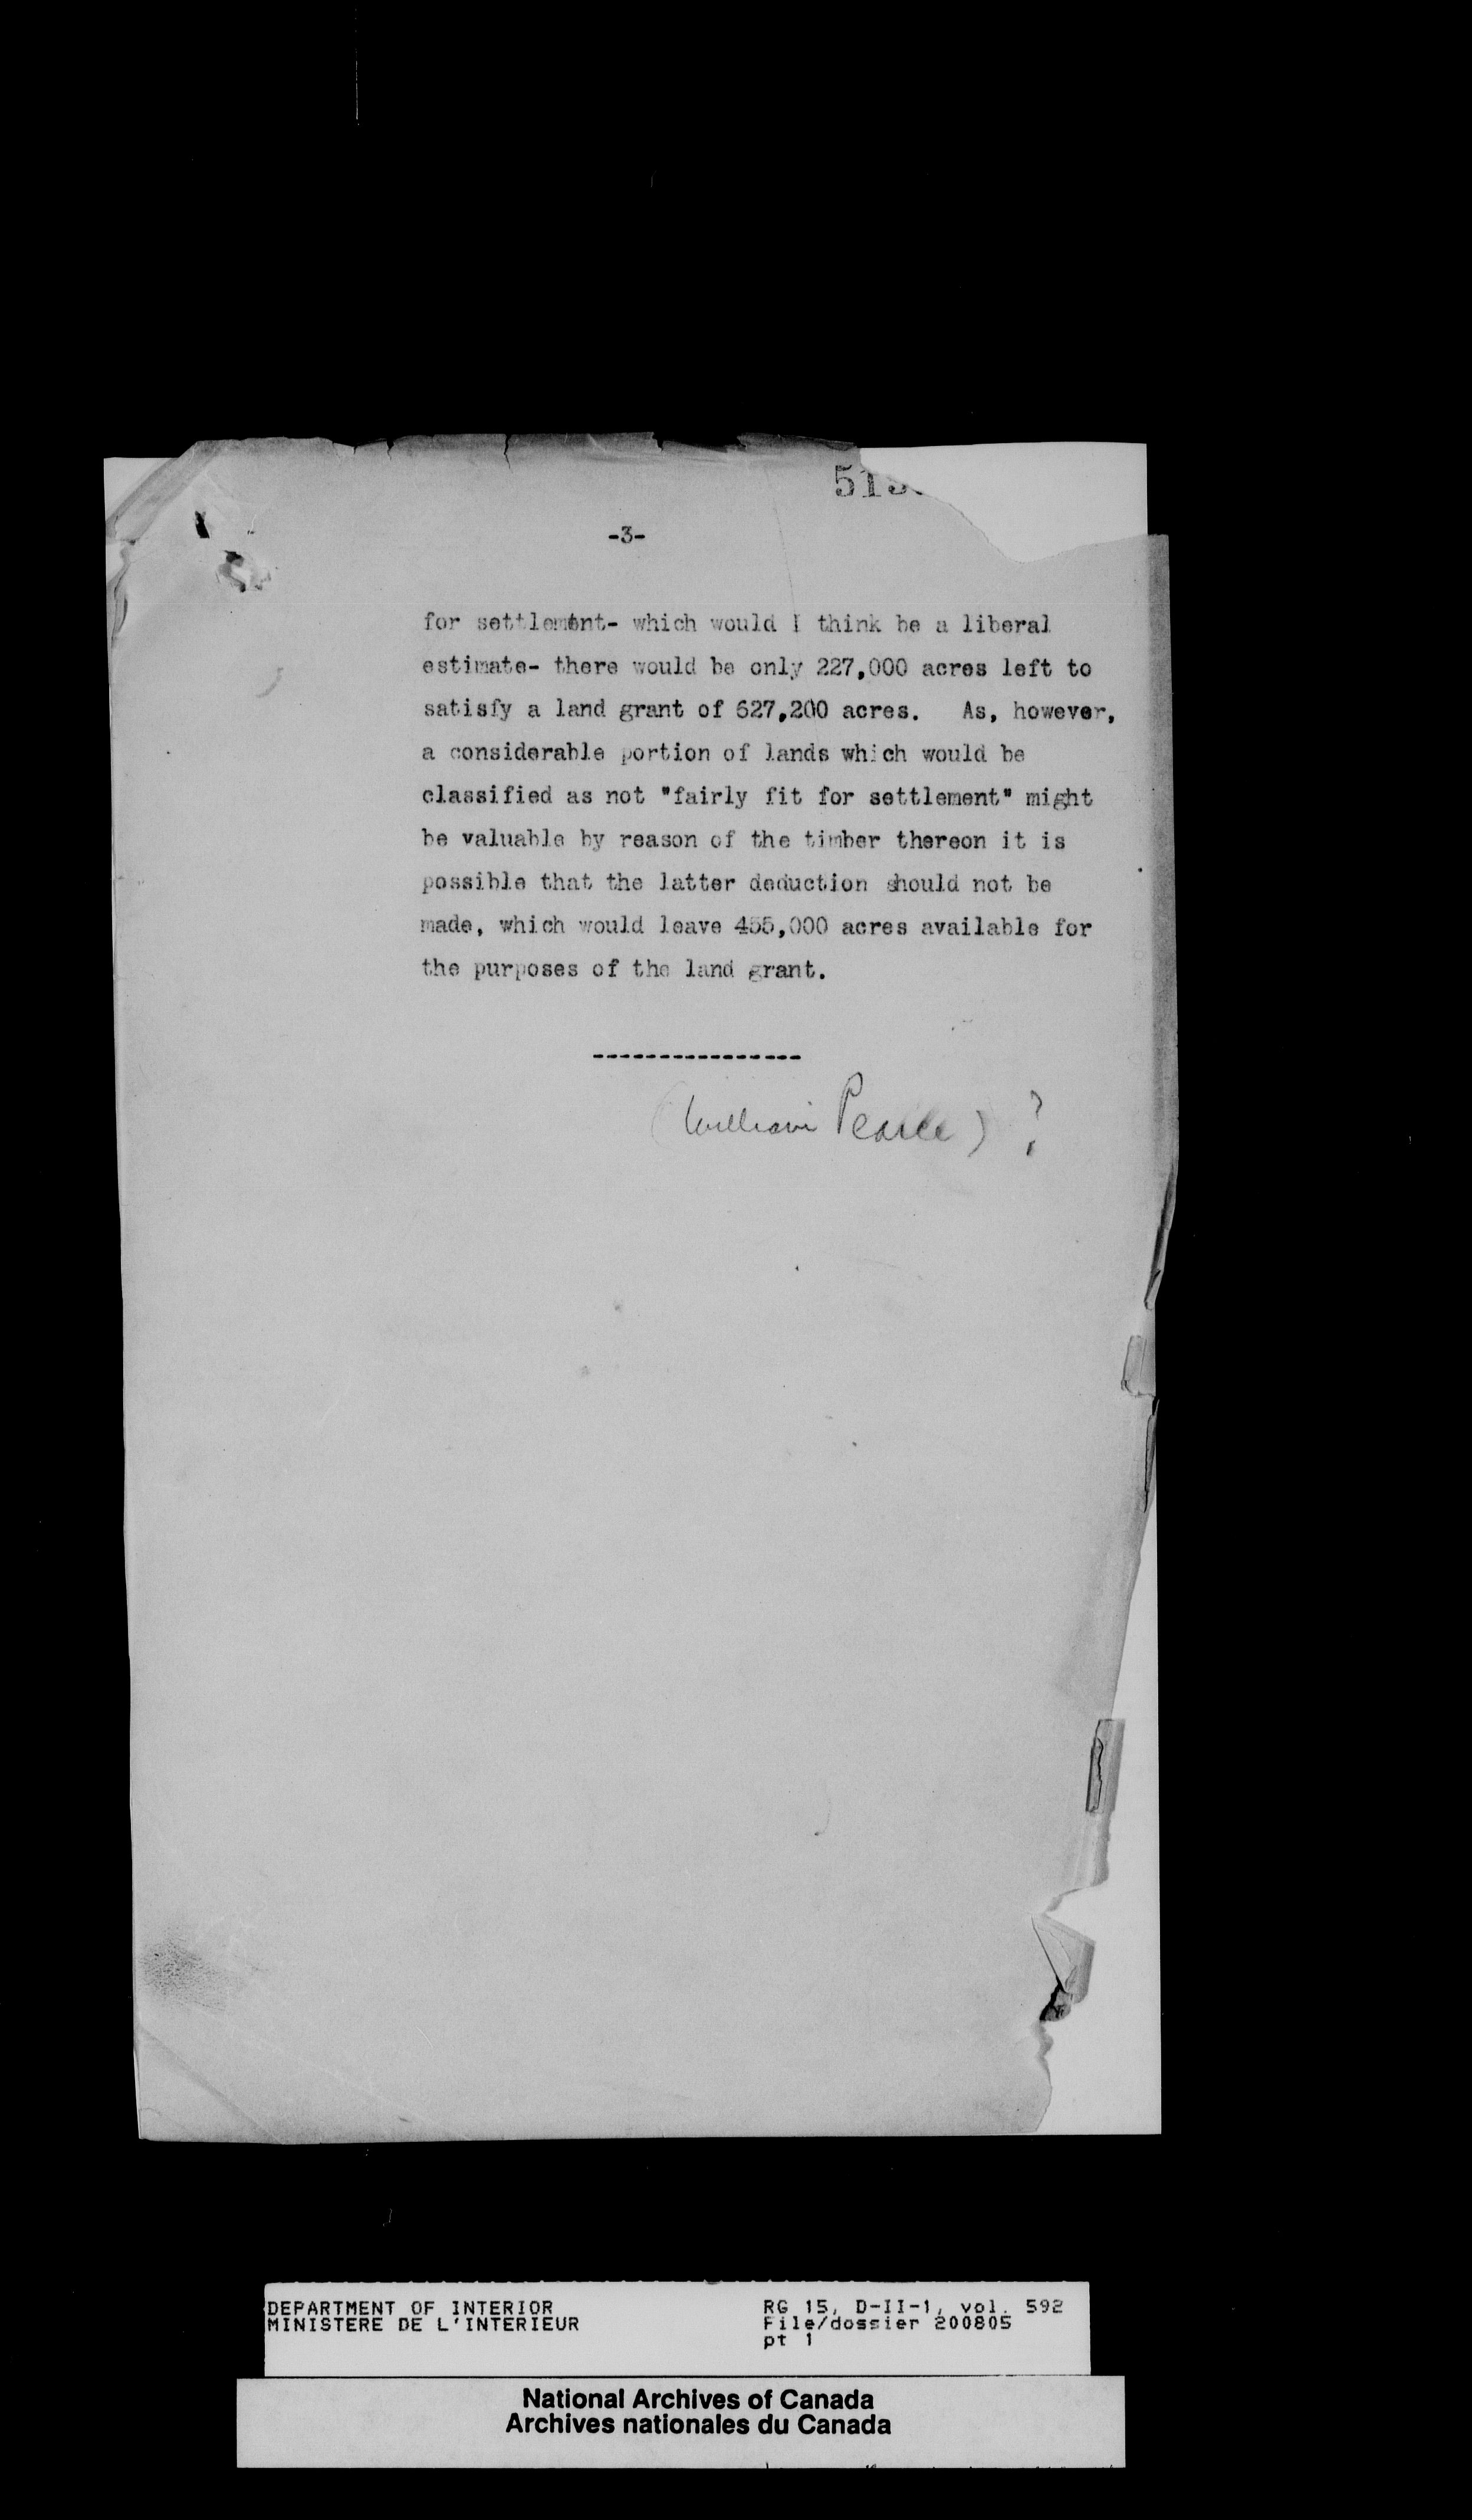 513
-3-
for settlement- which would I think be a liberal
estimate- there would be only 227,000 acres left to
satisfy a land grant of 627,200 acres. As, however,
a considerable portion of lands which would be
classified as not "fairly fit for settlement" might
be valuable by reason of the timber thereon it is
possible that the latter deduction should not be
made, which would leave 455,000 acres available for
the purposes of the land grant.
----------------
(William Pearce) ?
DEPARTMENT OF INTERIOR
MINISTERE DE L'INTERIEUR
RG 15, D-II-1, vol. 592
File/dossier 200805
pt 1
National Archives of Canada
Archives nationales du Canada